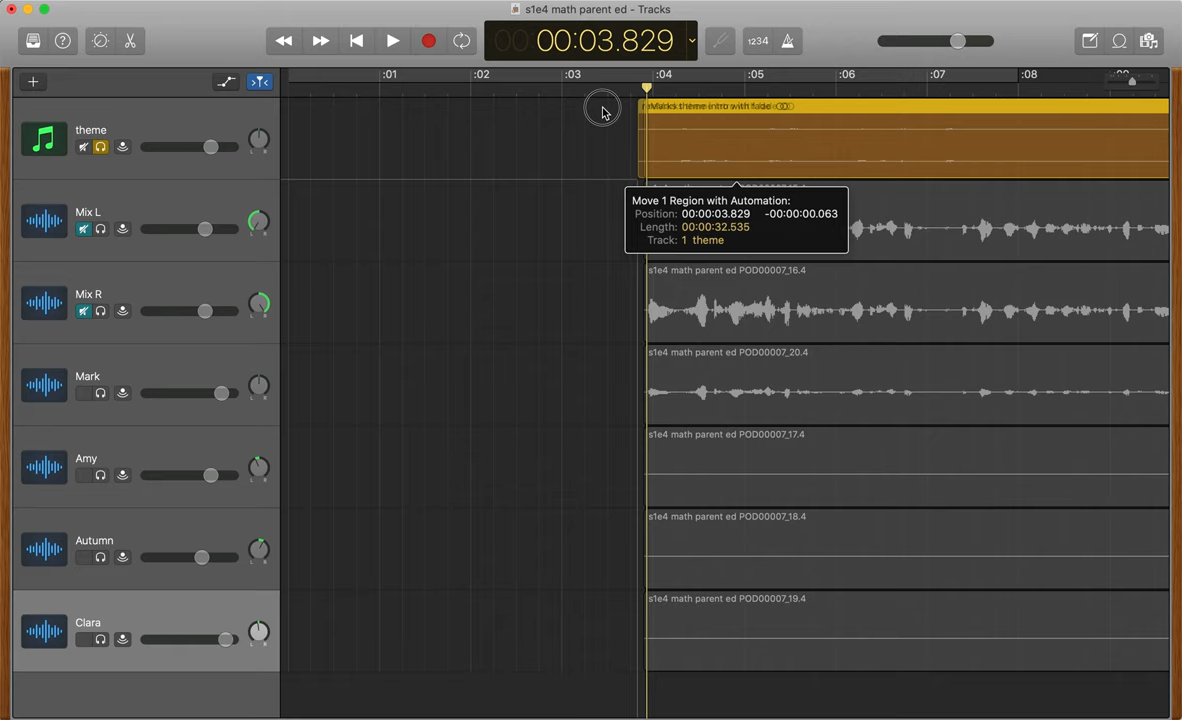 s1e4 math parent ed - Tracks
00:00:03.829
1234
:01 :02 :03 :04 :05 :06 :07 :08
theme
Move 1 Region with Automation:
Position: 00:00:03.829 -00:00:00.063
Length: 00:00:32.535
Track: 1 theme
Mix L
L R
Mix R
s1e4 math parent ed POD00007_16.4
L R
Mark
s1e4 math parent ed POD00007_20.4
L R
Amy
s1e4 math parent ed POD00007_17.4
L R
Autumn
s1e4 math parent ed POD00007_18.4
L R
Clara
s1e4 math parent ed POD00007_19.4
L R